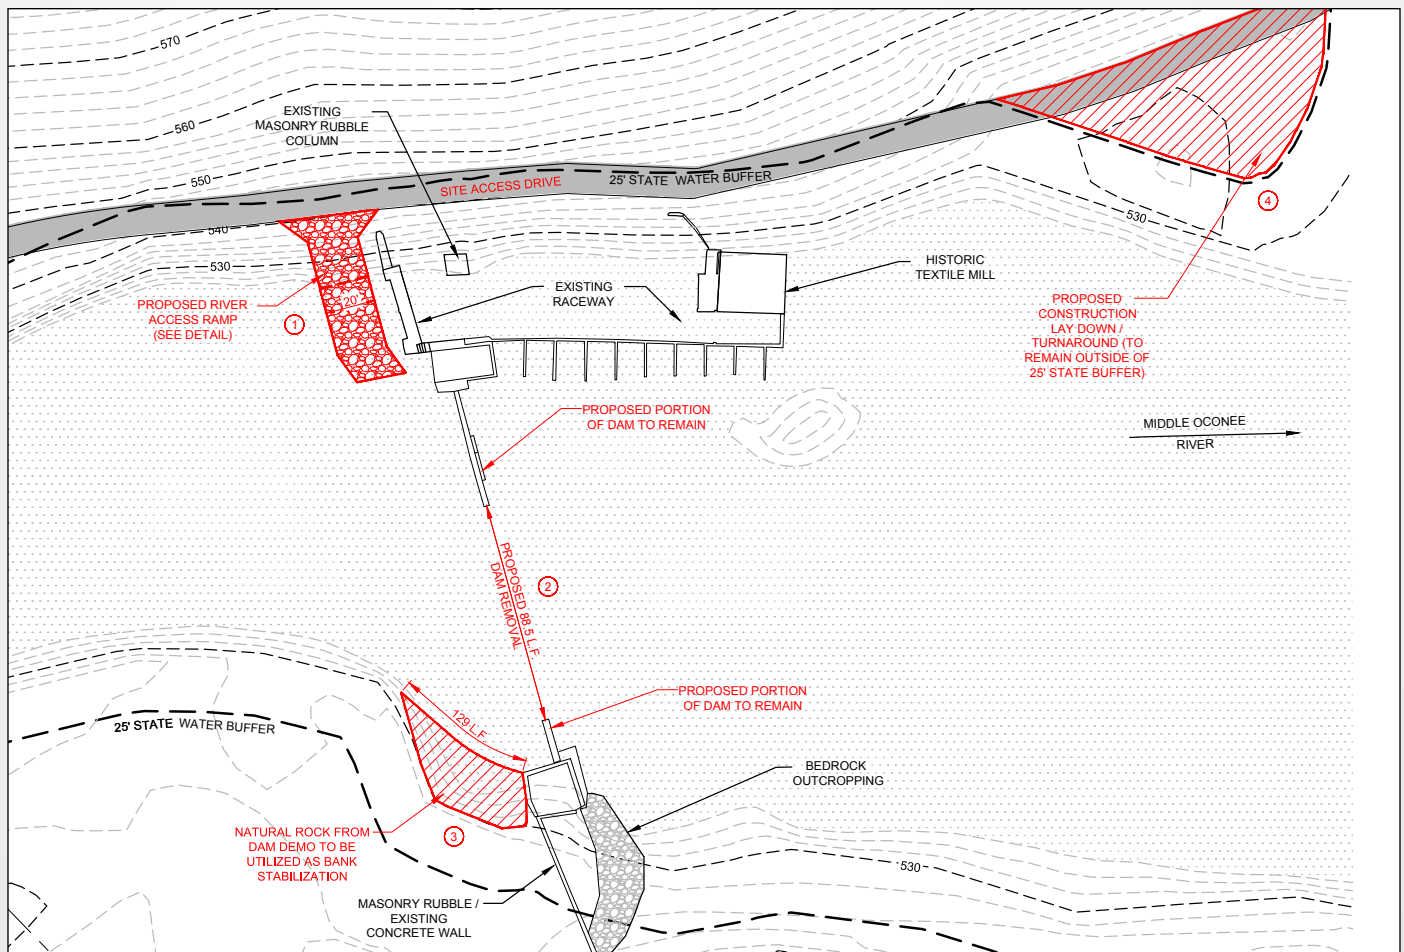 570
EXISTING
MASONRY RUBBLE
COLUMN
560
550
SITE ACCESS DRIVE
25' STATE WATER BUFFER
4
530
540
530
HISTORIC
TEXTILE MILL
EXISTING
RACEWAY
PROPOSED RIVER
ACCESS RAMP
(SEE DETAIL)
1
20'
PROPOSED
CONSTRUCTION
LAY DOWN /
TURNAROUND (TO
REMAIN OUTSIDE OF
25' STATE BUFFER)
PROPOSED PORTION
OF DAM TO REMAIN
MIDDLE OCONEE
RIVER
PROPOSED 88.5 L.F.
DAM REMOVAL
2
PROPOSED PORTION
OF DAM TO REMAIN
129 L.F.
25' STATE WATER BUFFER
BEDROCK
OUTCROPPING
NATURAL ROCK FROM
DAM DEMO TO BE
UTILIZED AS BANK
STABILIZATION
3
530
MASONRY RUBBLE /
EXISTING
CONCRETE WALL